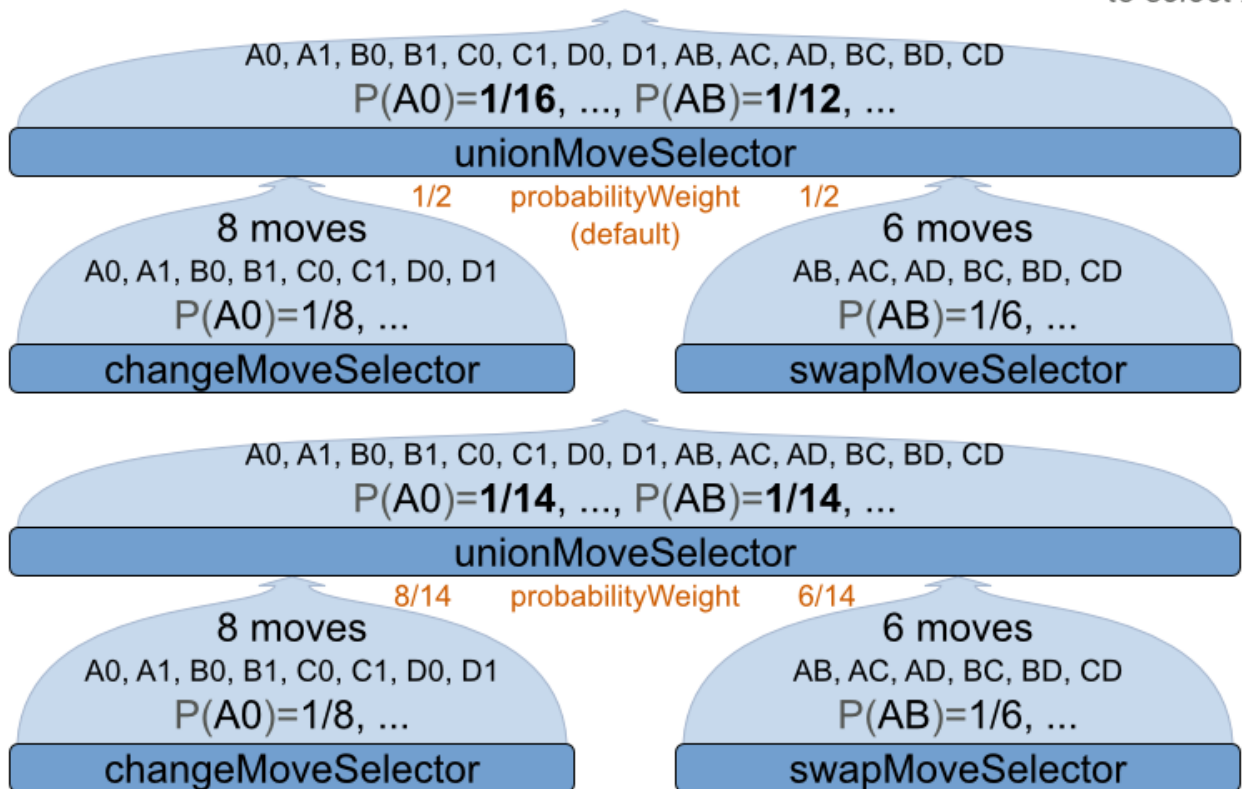 to select
A0, A1, B0, B1, C0, C1, D0, D1, AB, AC, AD, BC, BD, CD
P(A0)=1/16, ..., P(AB)=1/12, ...
unionMoveSelector
1/2 probabilityWeight 1/2
(default)
8 moves 6 moves
A0, A1, B0, B1, C0, C1, D0, D1 AB, AC, AD, BC, BD, CD
P(A0)=1/8, ... P(AB)=1/6, ...
changeMoveSelector swapMoveSelector
A0, A1, B0, B1, C0, C1, D0, D1, AB, AC, AD, BC, BD, CD
P(A0)=1/14, ..., P(AB)=1/14, ...
unionMoveSelector
8/14 probabilityWeight 6/14
8 moves 6 moves
A0, A1, B0, B1, C0, C1, D0, D1 AB, AC, AD, BC, BD, CD
P(A0)=1/8, ... P(AB)=1/6, ...
changeMoveSelector swapMoveSelector